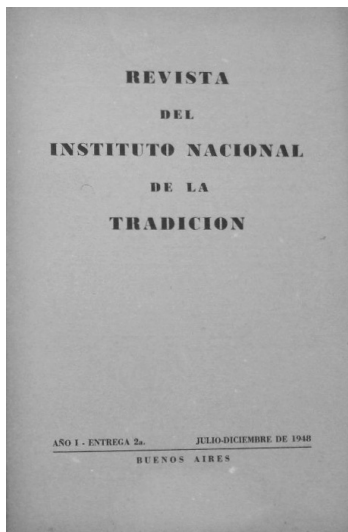 REVISTA
DEL
INSTITUTO NACIONAL
DE LA
TRADICION
AÑO I - ENTREGA 2a. JULIO-DICIEMBRE DE 1948
BUENOS AIRES